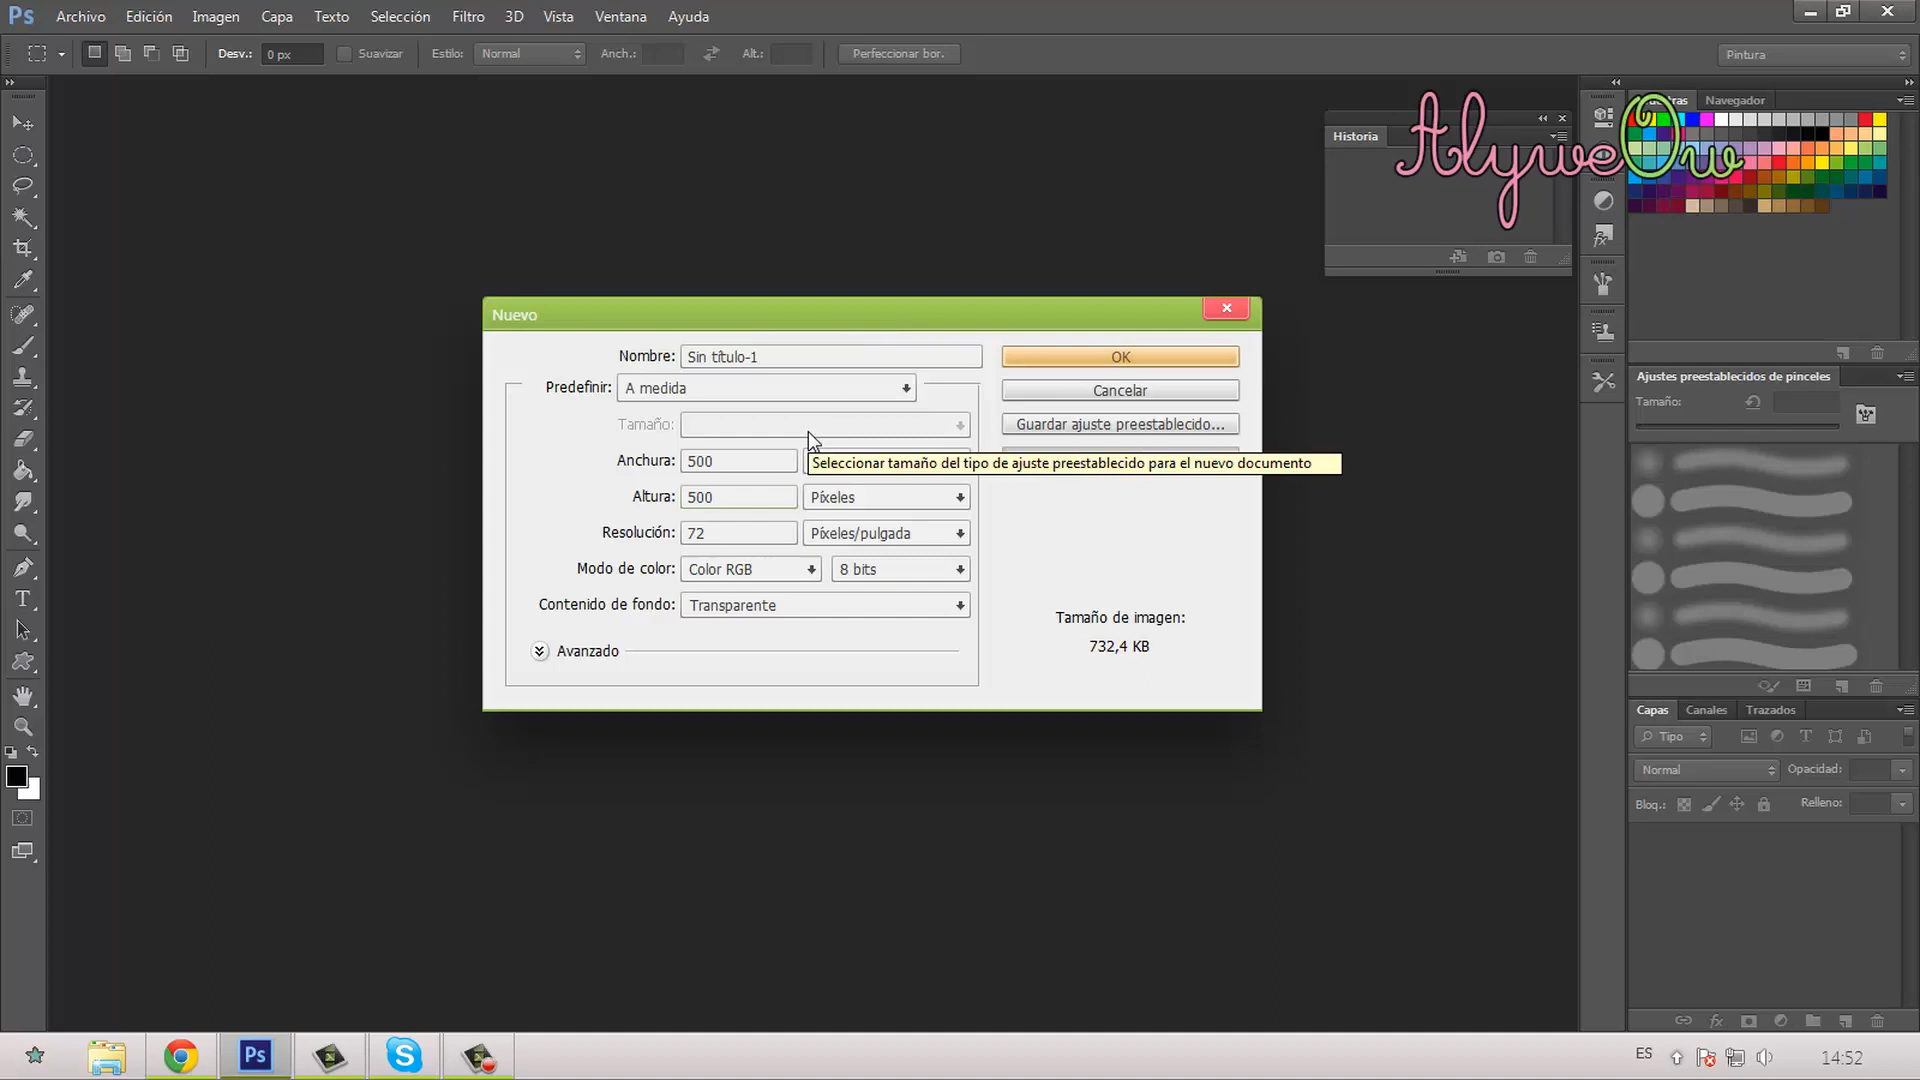 Ps Archivo Edición Imagen Capa Texto Selección Filtro 3D Vista Ventana Ayuda
Desv.: 0 px Suavizar Estilo: Normal Anch.: Alt.: Perfeccionar bor. Pintura
Navegador
AlyweOw
Historia
Nuevo
Nombre: Sin título-1 OK
Predefinir: A medida Cancelar
Tamaño: Guardar ajuste preestablecido...
Anchura: 500
Seleccionar tamaño del tipo de ajuste preestablecido para el nuevo documento
Altura: 500 Píxeles
Resolución: 72 Píxeles/pulgada
Modo de color: Color RGB 8 bits
Contenido de fondo: Transparente
Avanzado
Tamaño de imagen:
732,4 KB
Ajustes preestablecidos de pinceles
Tamaño:
Capas Canales Trazados
Tipo
Normal Opacidad:
Bloq.: Relleno:
Ps
ES 14:52